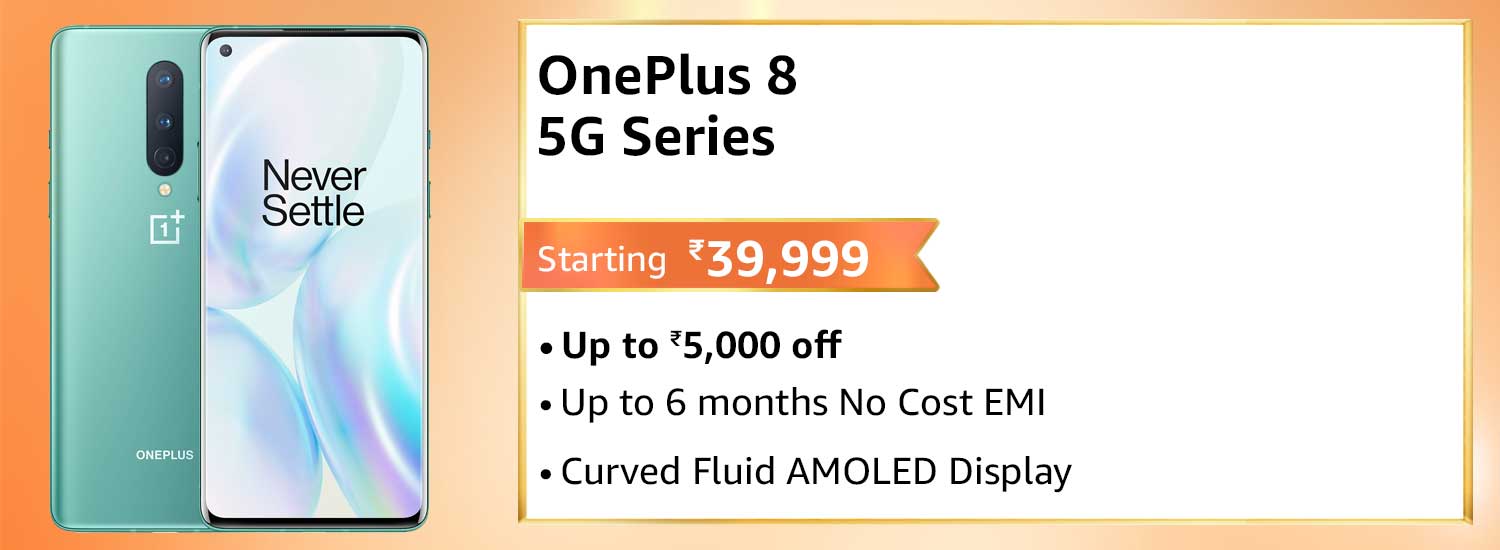 Never
Settle
ONEPLUS
OnePlus 8
5G Series
Starting ₹39,999
• Up to ₹5,000 off
• Up to 6 months No Cost EMI
• Curved Fluid AMOLED Display